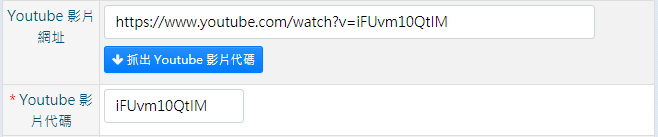 Youtube 影片網址
https://www.youtube.com/watch?v=iFUvm10QtIM
抓出 Youtube 影片代碼
* Youtube 影片代碼
iFUvm10QtIM